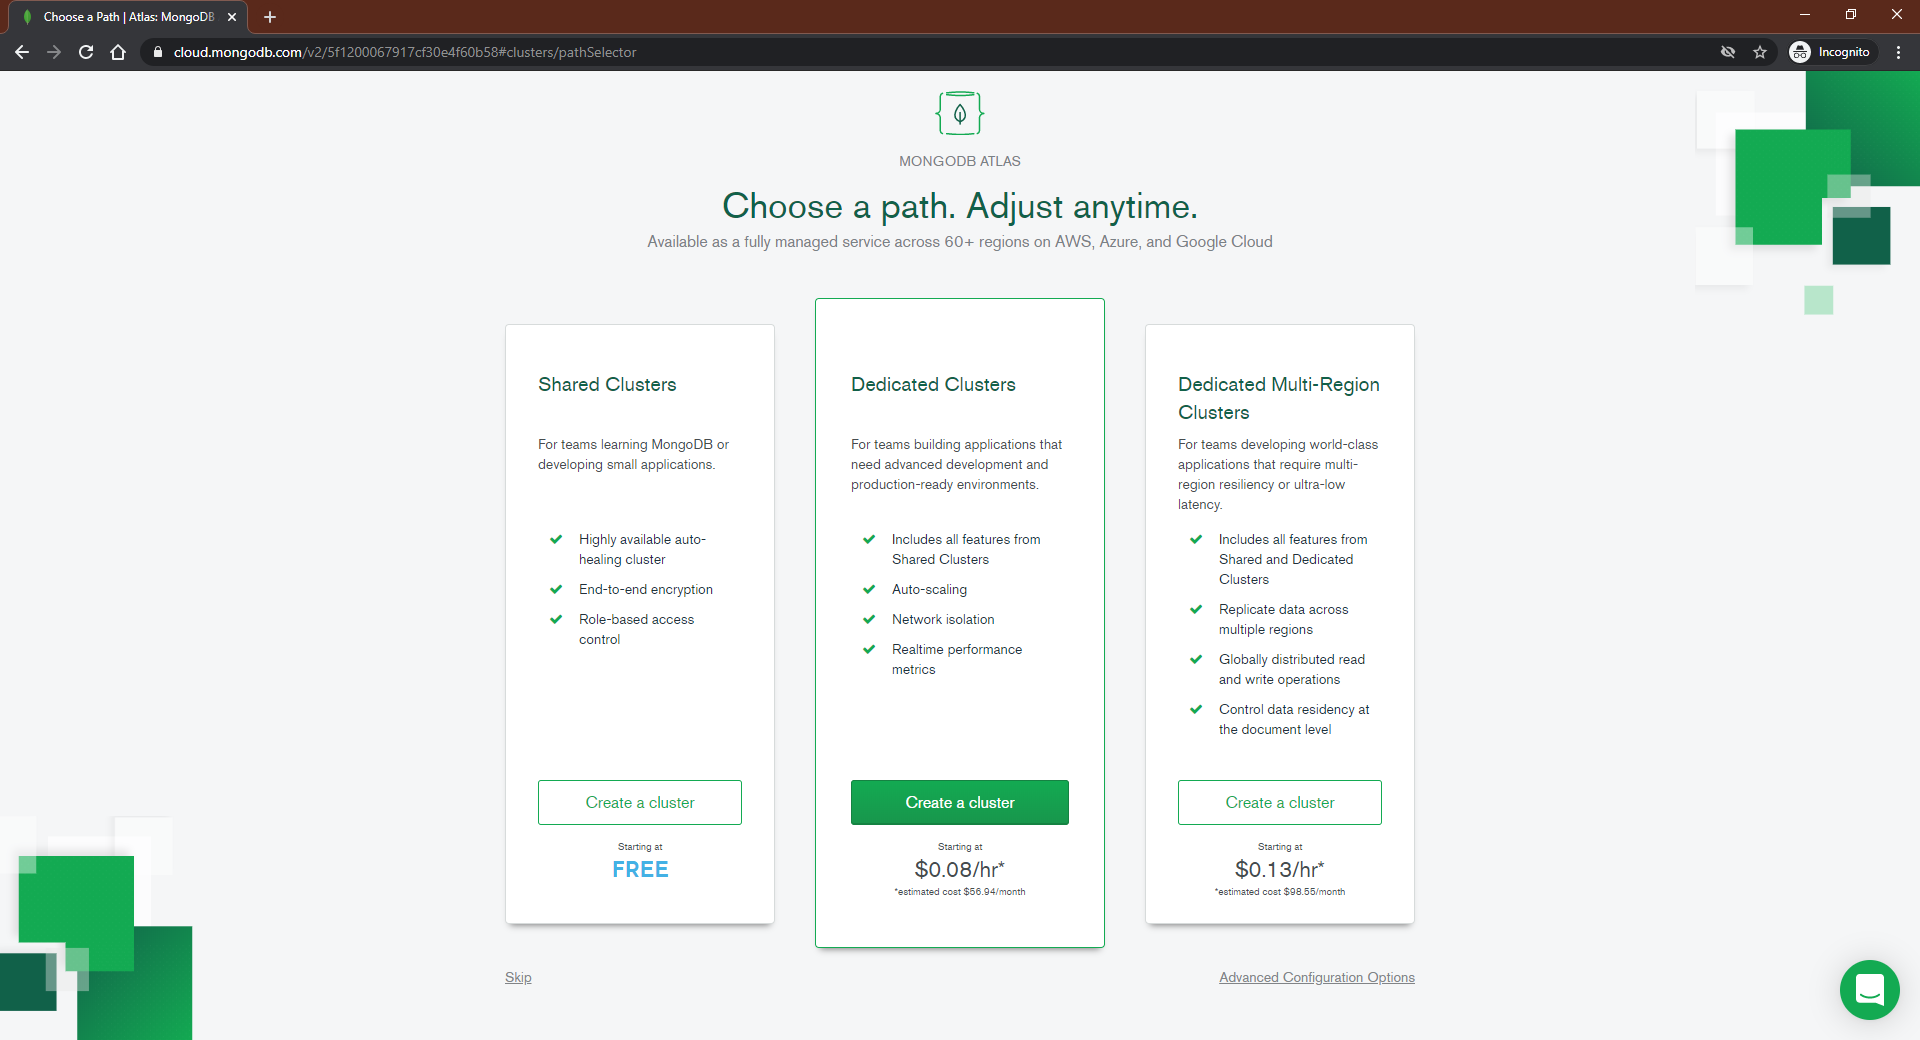 Choose a Path | Atlas: MongoDB
cloud.mongodb.com/v2/5f1200067917cf30e4f60b58#clusters/pathSelector
Incognito
MONGODB ATLAS
Choose a path. Adjust anytime.
Available as a fully managed service across 60+ regions on AWS, Azure, and Google Cloud
Shared Clusters
For teams learning MongoDB or
developing small applications.
Highly available auto-
healing cluster
End-to-end encryption
Role-based access
control
Create a cluster
Starting at
FREE
Dedicated Clusters
For teams building applications that
need advanced development and
production-ready environments.
Includes all features from
Shared Clusters
Auto-scaling
Network isolation
Realtime performance
metrics
Create a cluster
Starting at
$0.08/hr*
*estimated cost $56.94/month
Dedicated Multi-Region
Clusters
For teams developing world-class
applications that require multi-
region resiliency or ultra-low
latency.
Includes all features from
Shared and Dedicated
Clusters
Replicate data across
multiple regions
Globally distributed read
and write operations
Control data residency at
the document level
Create a cluster
Starting at
$0.13/hr*
*estimated cost $98.55/month
Skip
Advanced Configuration Options